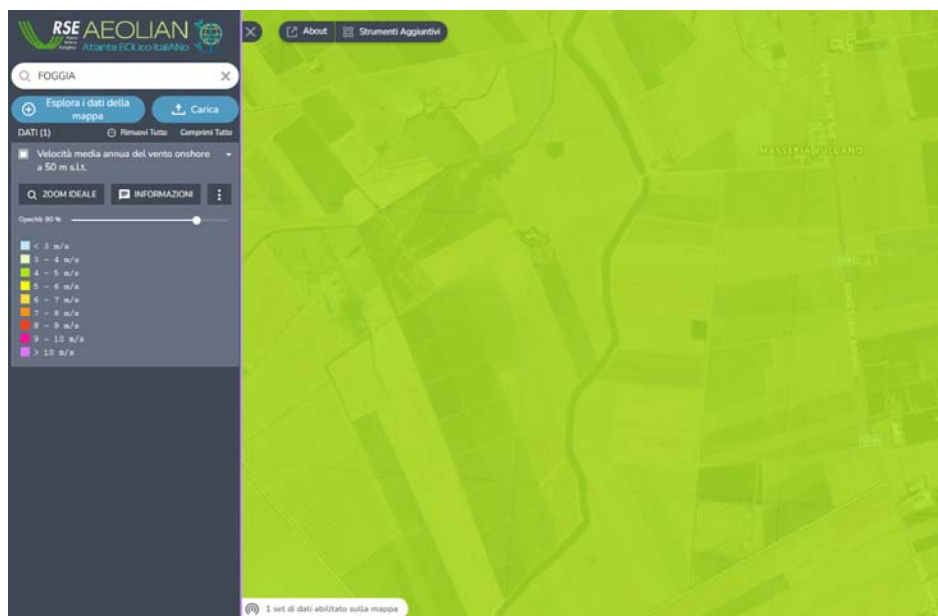 RSE AEOLIAN
Atlante EOLico ItaliANo
FOGGIA
Esplora i dati della
mappa
Carica
DATI (1)
Rimuovi Tutto
Comprimi Tutto
Velocità media annua del vento onshore
a 50 m s.l.t.
ZOOM IDEALE
INFORMAZIONI
Opacità: 80 %
< 3 m/s
3 - 4 m/s
4 - 5 m/s
5 - 6 m/s
6 - 7 m/s
7 - 8 m/s
8 - 9 m/s
9 - 10 m/s
> 10 m/s
About
Strumenti Aggiuntivi
MASSERIA VULGANO
1 set di dati abilitato sulla mappa